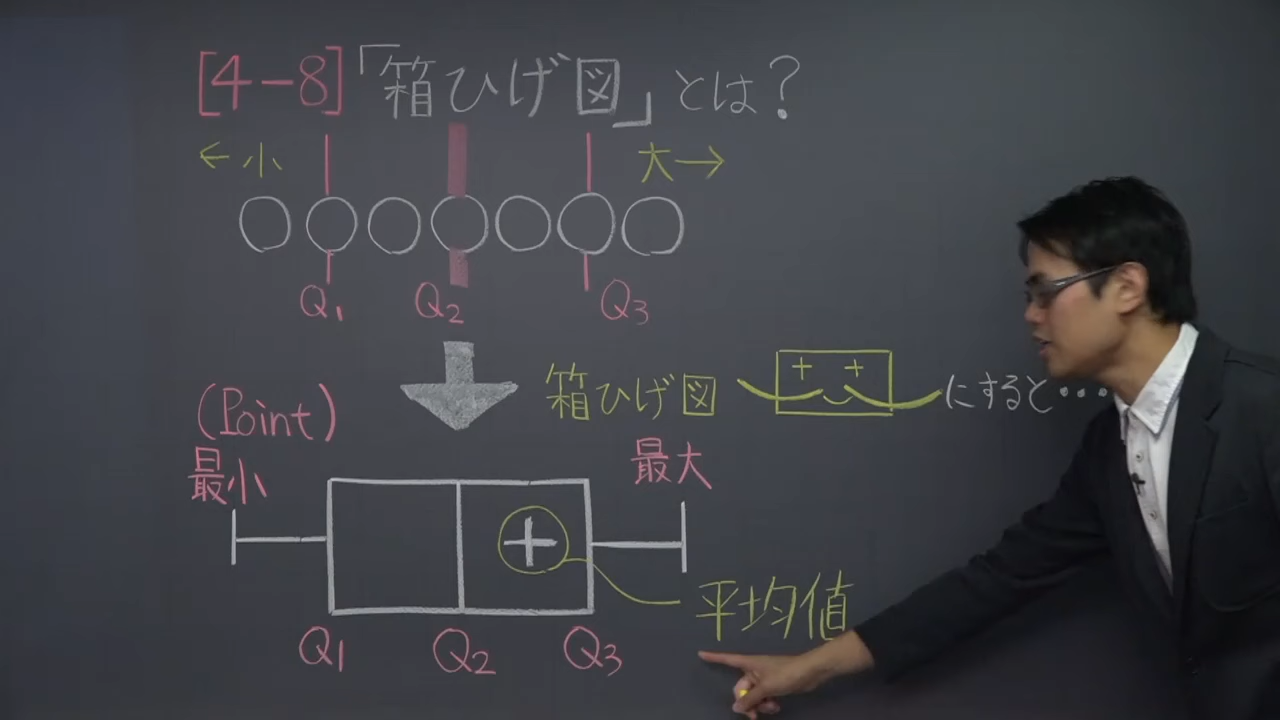 [4-8]「箱ひげ図」とは?
←小 大→
Q1 Q2 Q3
箱ひげ図 にすると…
(Point)
最小 最大
平均値
Q1 Q2 Q3